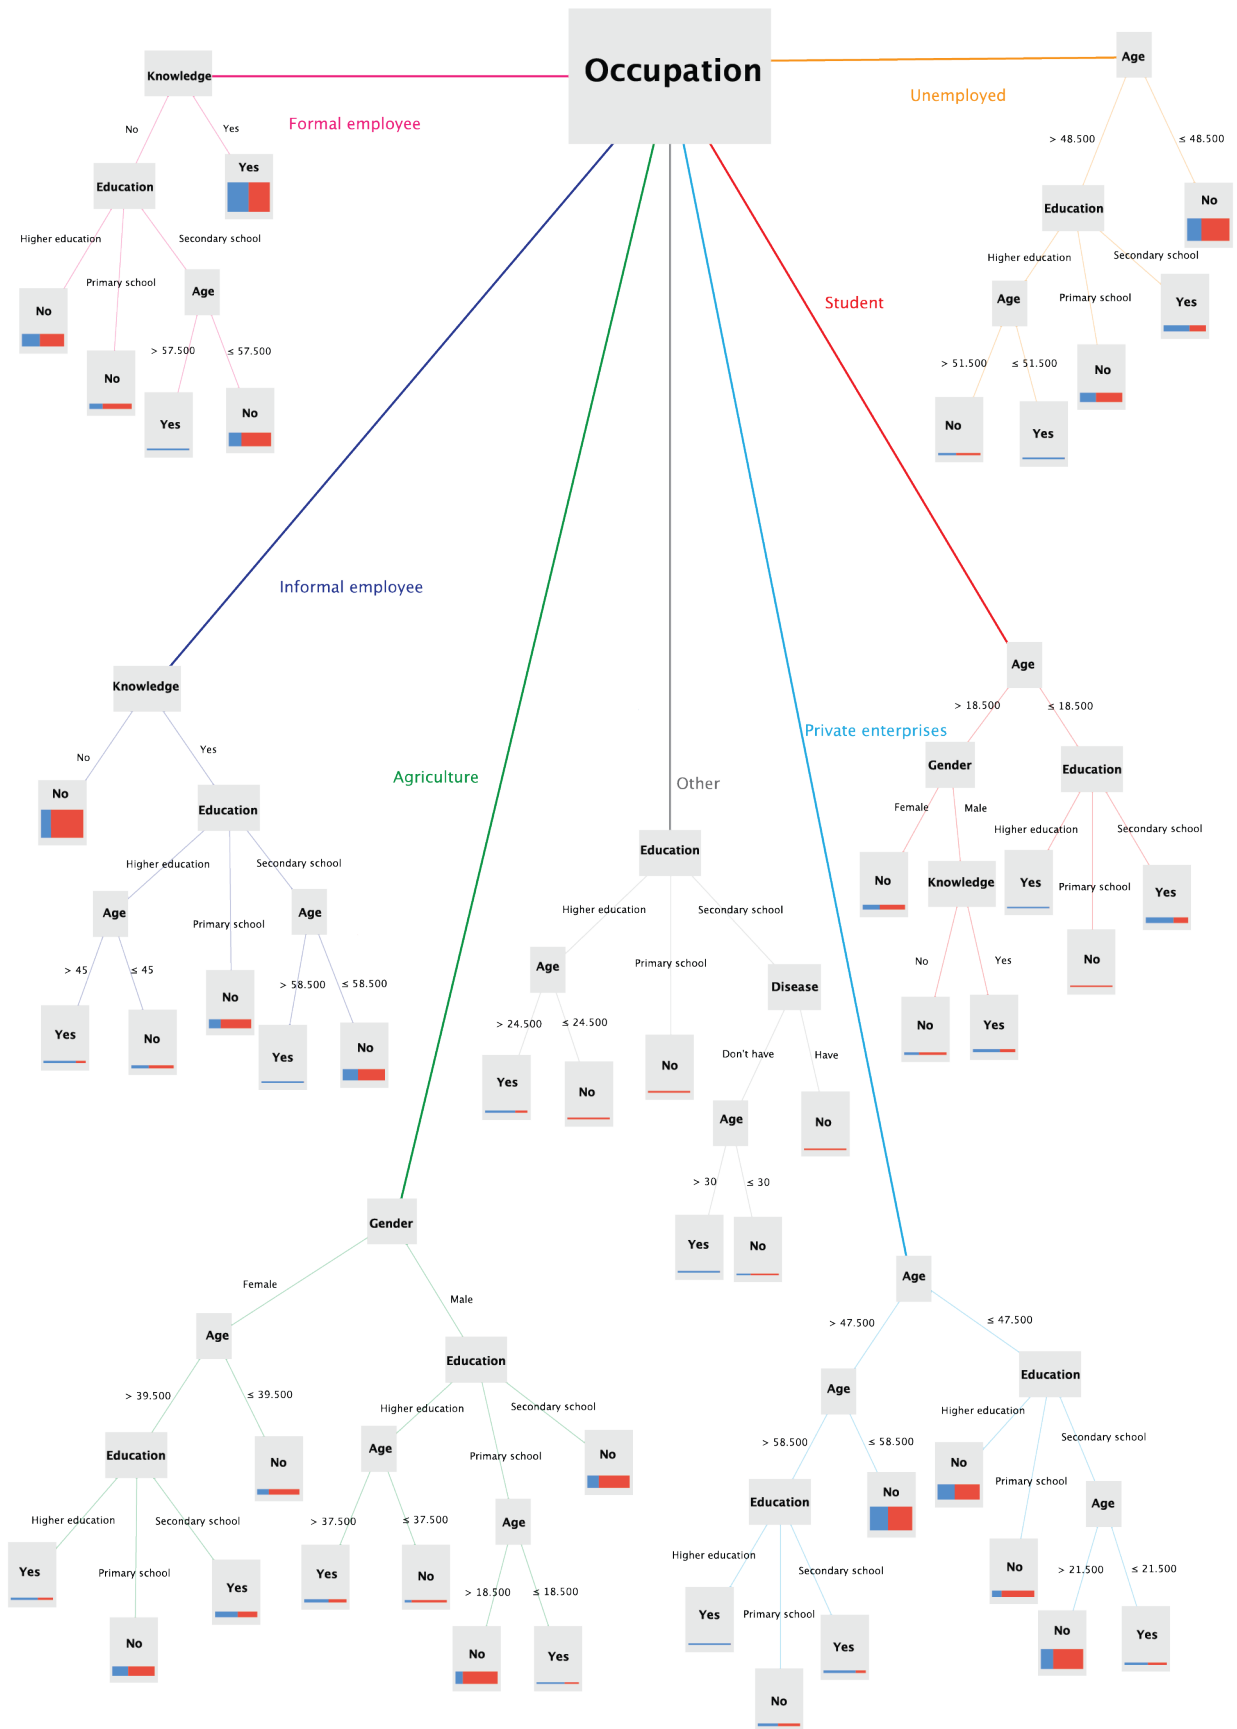 Occupation
Formal employee
Knowledge
No
Yes
Yes
Education
Higher education
Primary school
Secondary school
No
No
Age
> 57.500
≤ 57.500
Yes
No
Unemployed
Age
> 48.500
≤ 48.500
No
Education
Higher education
Primary school
Secondary school
Age
No
Yes
> 51.500
≤ 51.500
No
Yes
Student
Age
> 18.500
≤ 18.500
Gender
Education
Female
Male
Higher education
Primary school
Secondary school
No
Knowledge
Yes
No
Yes
No
Yes
No
Yes
Informal employee
Knowledge
No
Yes
No
Education
Higher education
Primary school
Secondary school
Age
No
Age
> 45
≤ 45
Yes
No
> 58.500
≤ 58.500
Yes
No
Agriculture
Gender
Female
Male
Age
Education
> 39.500
≤ 39.500
Education
No
Higher education
Primary school
Secondary school
Yes
No
Yes
Higher education
Primary school
Secondary school
Age
Age
No
> 37.500
≤ 37.500
Yes
No
> 18.500
≤ 18.500
No
Yes
Other
Education
Higher education
Primary school
Secondary school
Age
No
Disease
> 24.500
≤ 24.500
Yes
No
Don't have
Have
Age
No
> 30
≤ 30
Yes
No
Private enterprises
Age
> 47.500
≤ 47.500
Age
Education
> 58.500
≤ 58.500
Education
No
Higher education
Primary school
Secondary school
Yes
No
Yes
Higher education
Primary school
Secondary school
No
No
Age
> 21.500
≤ 21.500
No
Yes